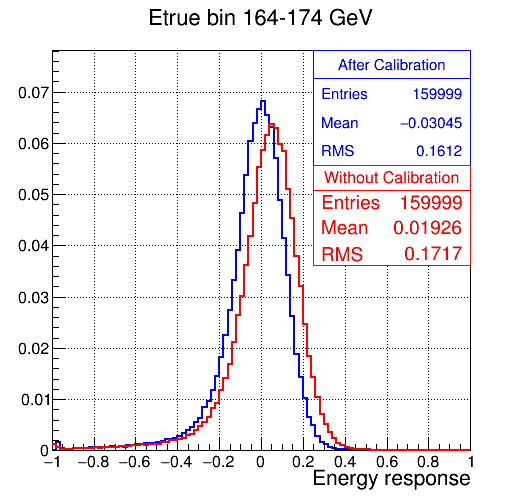 Etrue bin 164-174 GeV
After Calibration
Entries 159999
Mean −0.03045
RMS 0.1612
Without Calibration
Entries 159999
Mean 0.01926
RMS 0.1717
0.07
0.06
0.05
0.04
0.03
0.02
0.01
0
−1 −0.8 −0.6 −0.4 −0.2 0 0.2 0.4 0.6 0.8 1
Energy response